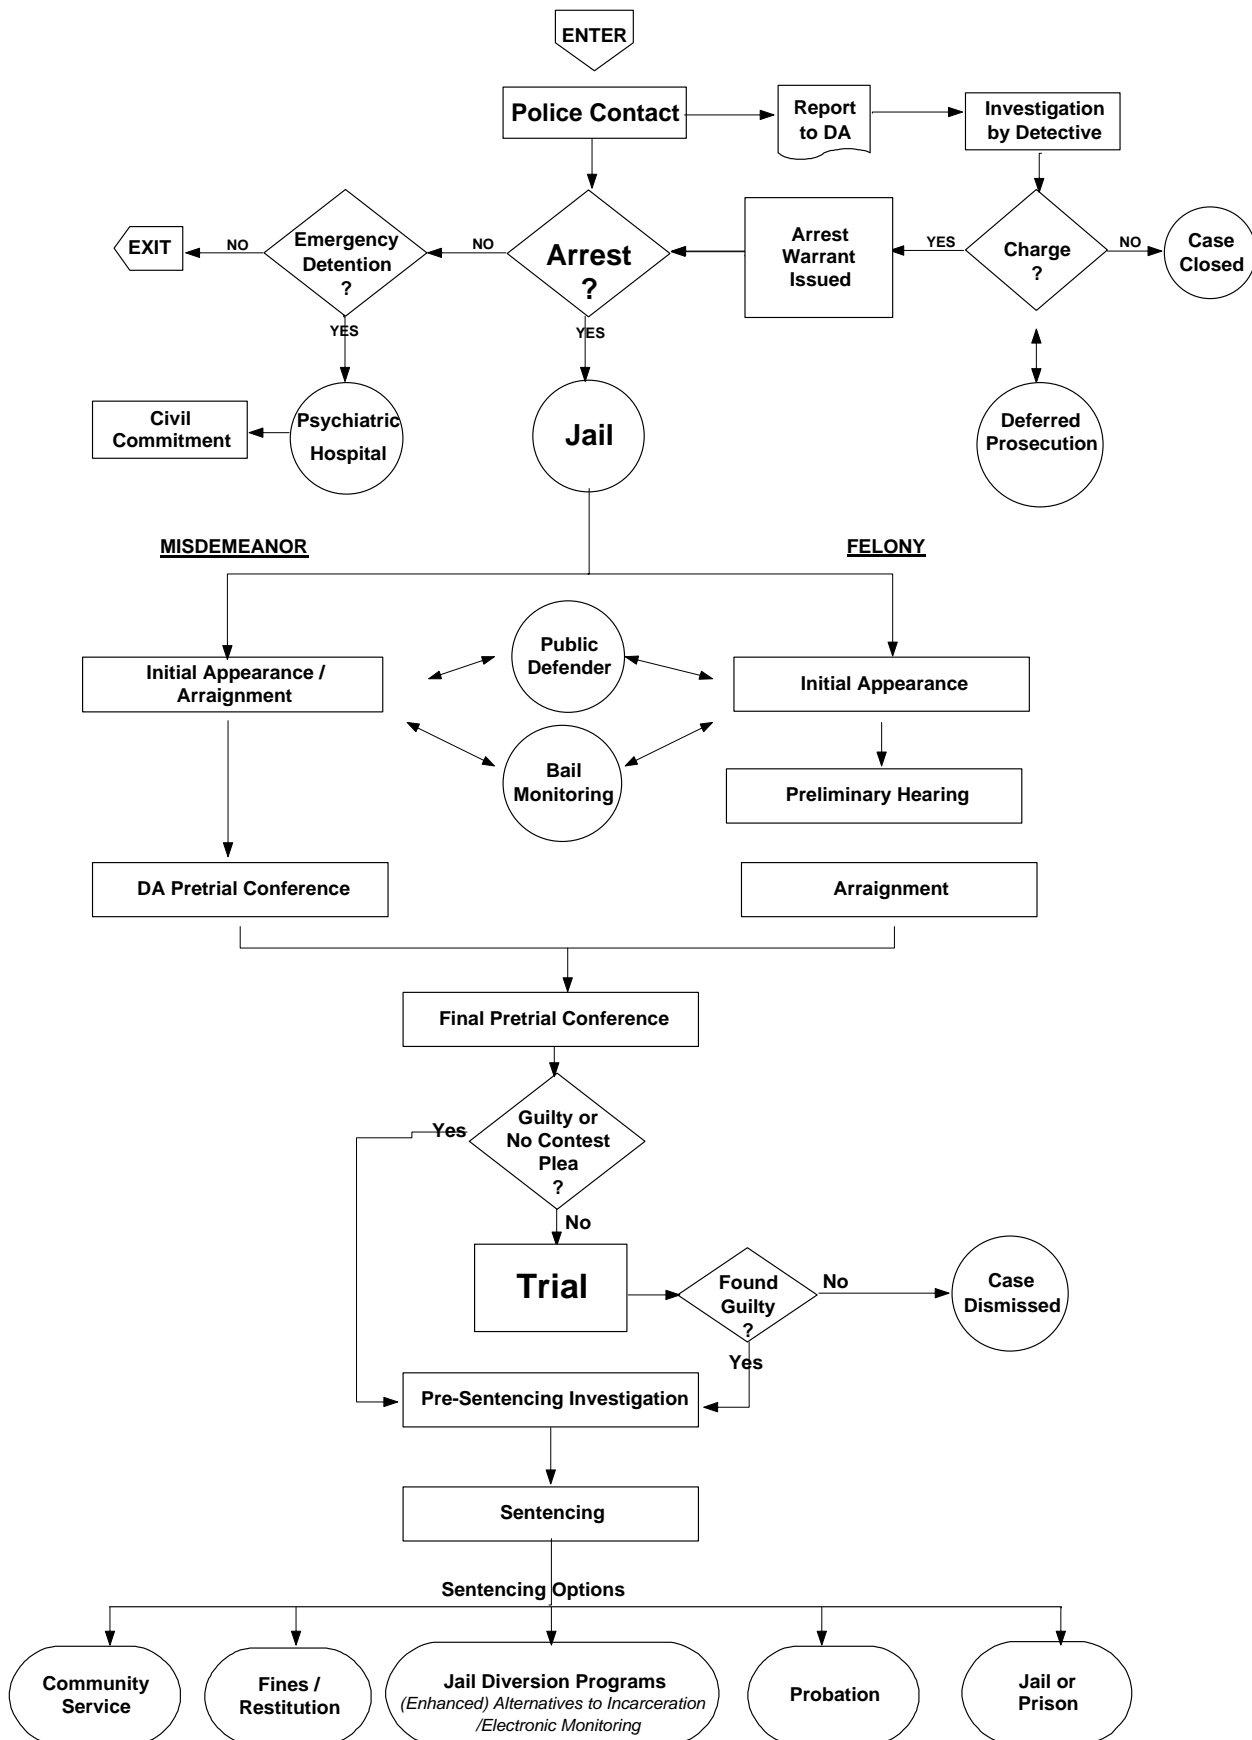 ENTER
Police Contact
Report
to DA
Investigation
by Detective
EXIT
NO
Emergency
Detention
?
NO
Arrest
?
Arrest
Warrant
Issued
YES
Charge
?
NO
Case
Closed
YES
YES
Civil
Commitment
Psychiatric
Hospital
Jail
Deferred
Prosecution
MISDEMEANOR
FELONY
Initial Appearance /
Arraignment
Public
Defender
Initial Appearance
Bail
Monitoring
Preliminary Hearing
DA Pretrial Conference
Arraignment
Final Pretrial Conference
Yes
Guilty or
No Contest
Plea
?
No
Trial
Found
Guilty
?
No
Case
Dismissed
Yes
Pre-Sentencing Investigation
Sentencing
Sentencing Options
Community
Service
Fines /
Restitution
Jail Diversion Programs
(Enhanced) Alternatives to Incarceration
/Electronic Monitoring
Probation
Jail or
Prison